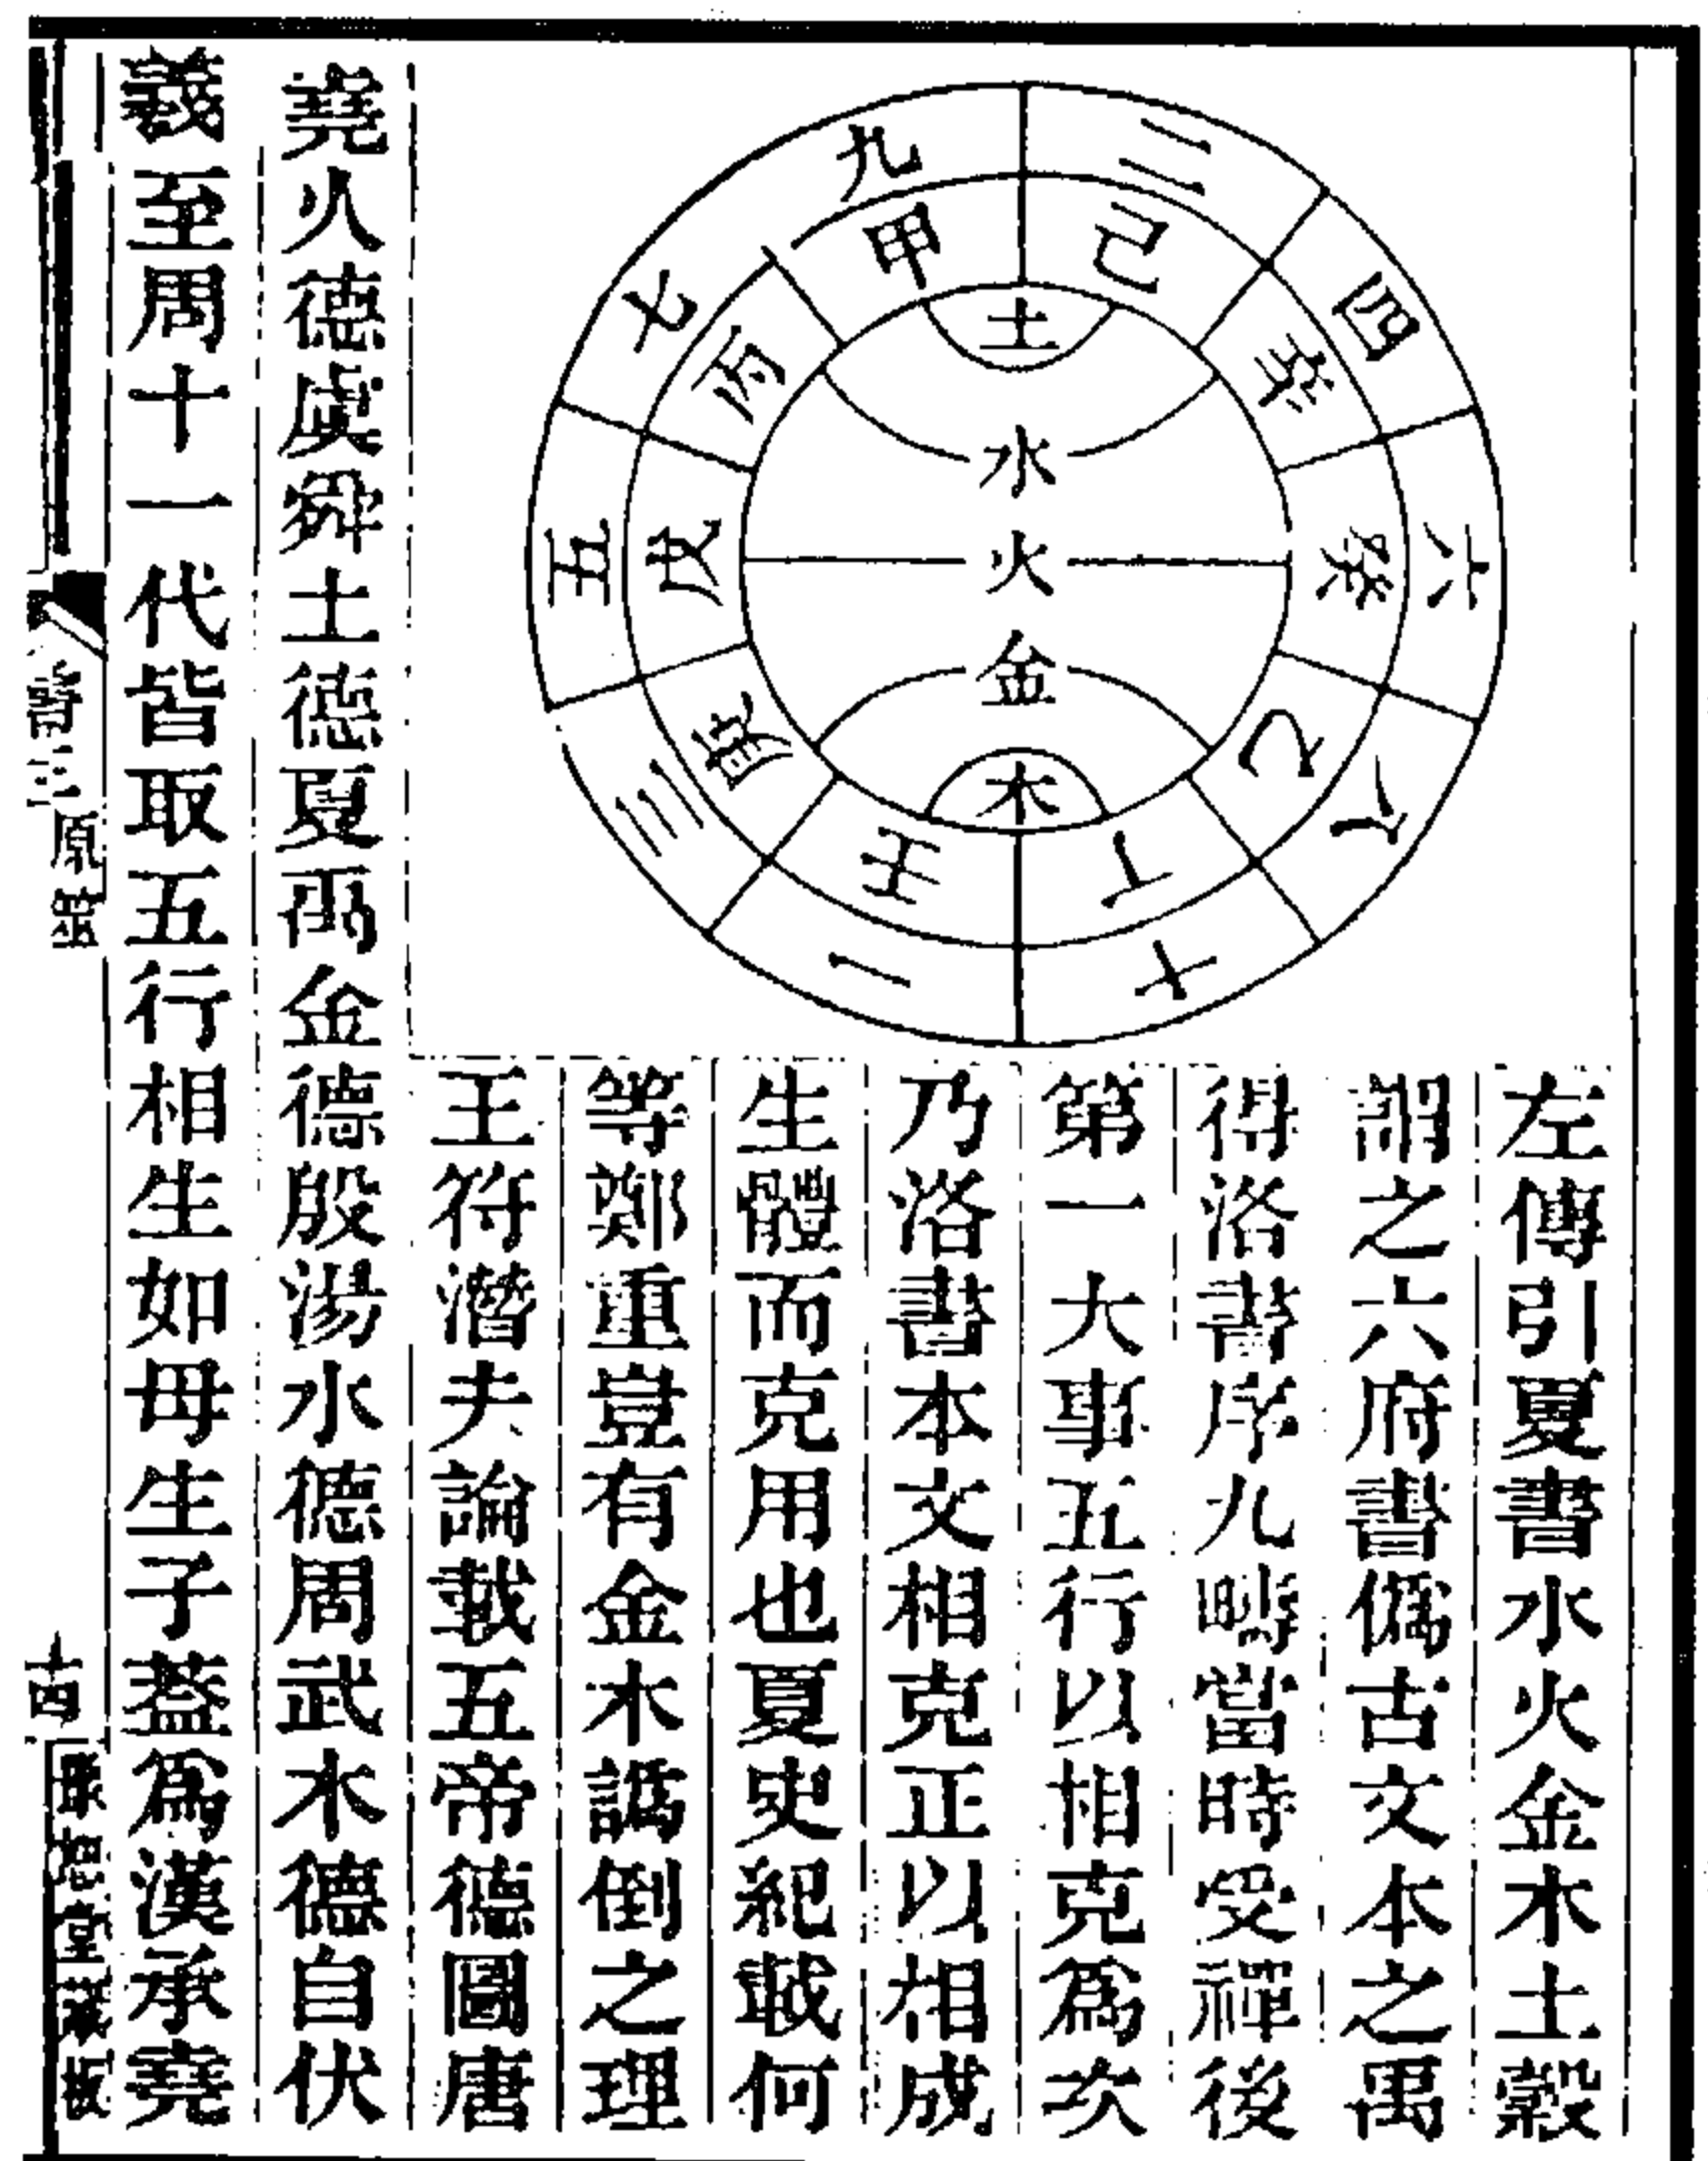 二
四
六
八
十
九
七
五
三
一
己
辛
癸
乙
丁
甲
丙
戊
庚
壬
土
水
火
金
木
左傳引夏書水火金木土穀
謂之六府書僞古文本之禹
得洛書序九疇當時受禪後
第一大事五行以相克爲次
乃洛書本文相克正以相成
生體而克用也夏史紀載何
等鄭重豈有金木譌倒之理
王符潛夫論載五帝德圖唐
堯火德虞舜土德夏禹金德殷湯水德周武木德自伏
羲至周十一代皆取五行相生如母生子蓋爲漢承堯
原筮
十四
堂藏板